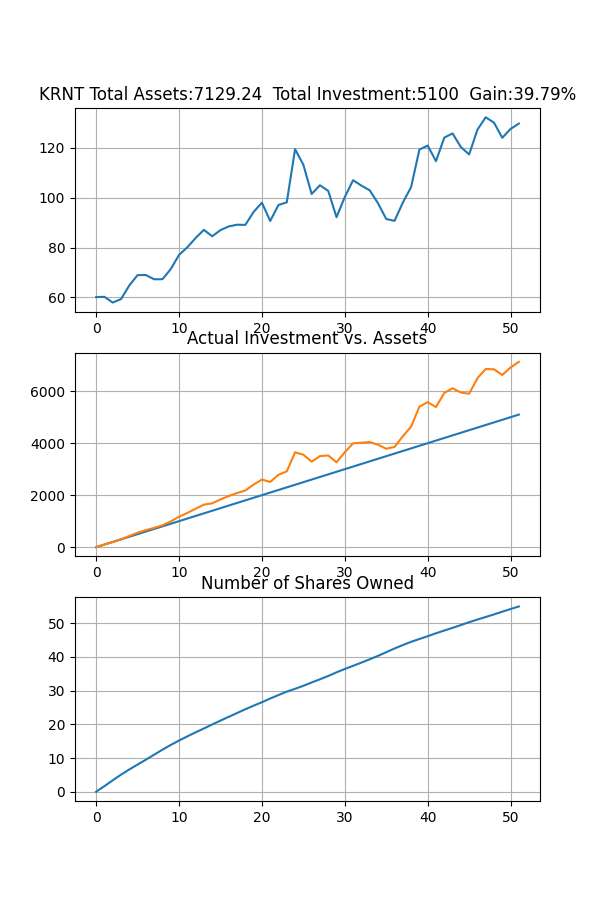 KRNT Total Assets:7129.24 Total Investment:5100 Gain:39.79%
120
100
80
60
0 10 20 30 40 50
Actual Investment vs. Assets
6000
4000
2000
0
0 10 20 30 40 50
Number of Shares Owned
50
40
30
20
10
0
0 10 20 30 40 50